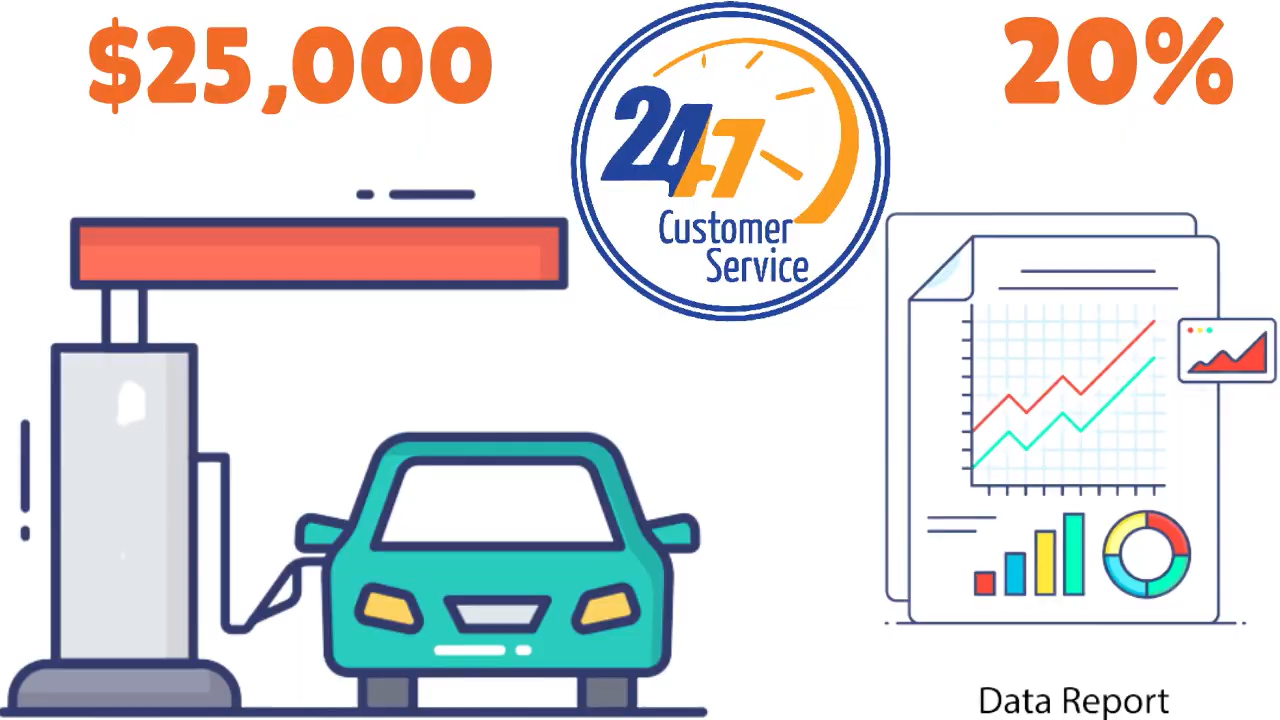 $25,000
20%
24/7
Customer
Service
Data Report